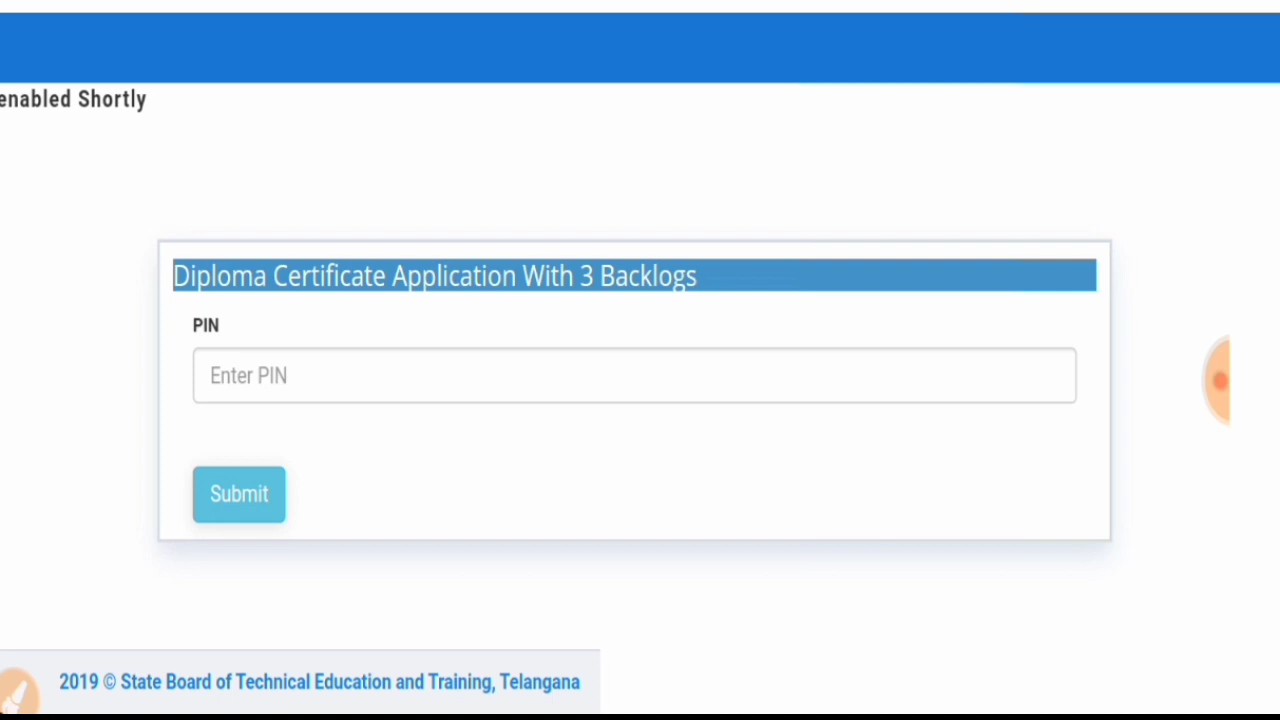 enabled Shortly
Diploma Certificate Application With 3 Backlogs
PIN
Enter PIN
Submit
2019 © State Board of Technical Education and Training, Telangana